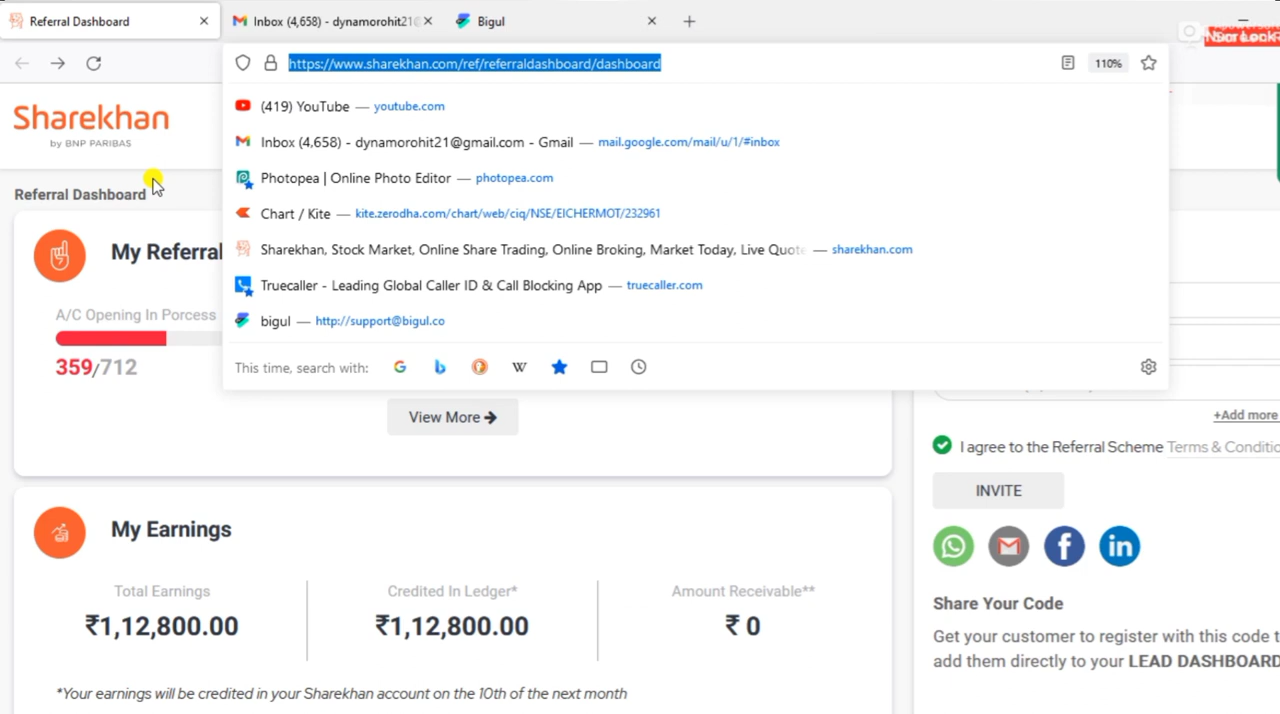 Referral Dashboard
Inbox (4,658) - dynamorohit21
Bigul
https://www.sharekhan.com/ref/referraldashboard/dashboard
110%
(419) YouTube — youtube.com
Sharekhan
by BNP PARIBAS
Inbox (4,658) - dynamorohit21@gmail.com - Gmail — mail.google.com/mail/u/1/#inbox
Photopea | Online Photo Editor — photopea.com
Referral Dashboard
Chart / Kite — kite.zerodha.com/chart/web/ciq/NSE/EICHERMOT/232961
My Referral
Sharekhan, Stock Market, Online Share Trading, Online Broking, Market Today, Live Quote — sharekhan.com
Truecaller - Leading Global Caller ID & Call Blocking App — truecaller.com
A/C Opening In Porcess
bigul — http://support@bigul.co
359/712
This time, search with:
View More
+Add more
I agree to the Referral Scheme Terms & Conditio
INVITE
My Earnings
Total Earnings
₹1,12,800.00
Credited In Ledger*
₹1,12,800.00
Amount Receivable**
₹ 0
*Your earnings will be credited in your Sharekhan account on the 10th of the next month
Share Your Code
Get your customer to register with this code t
add them directly to your LEAD DASHBOARD